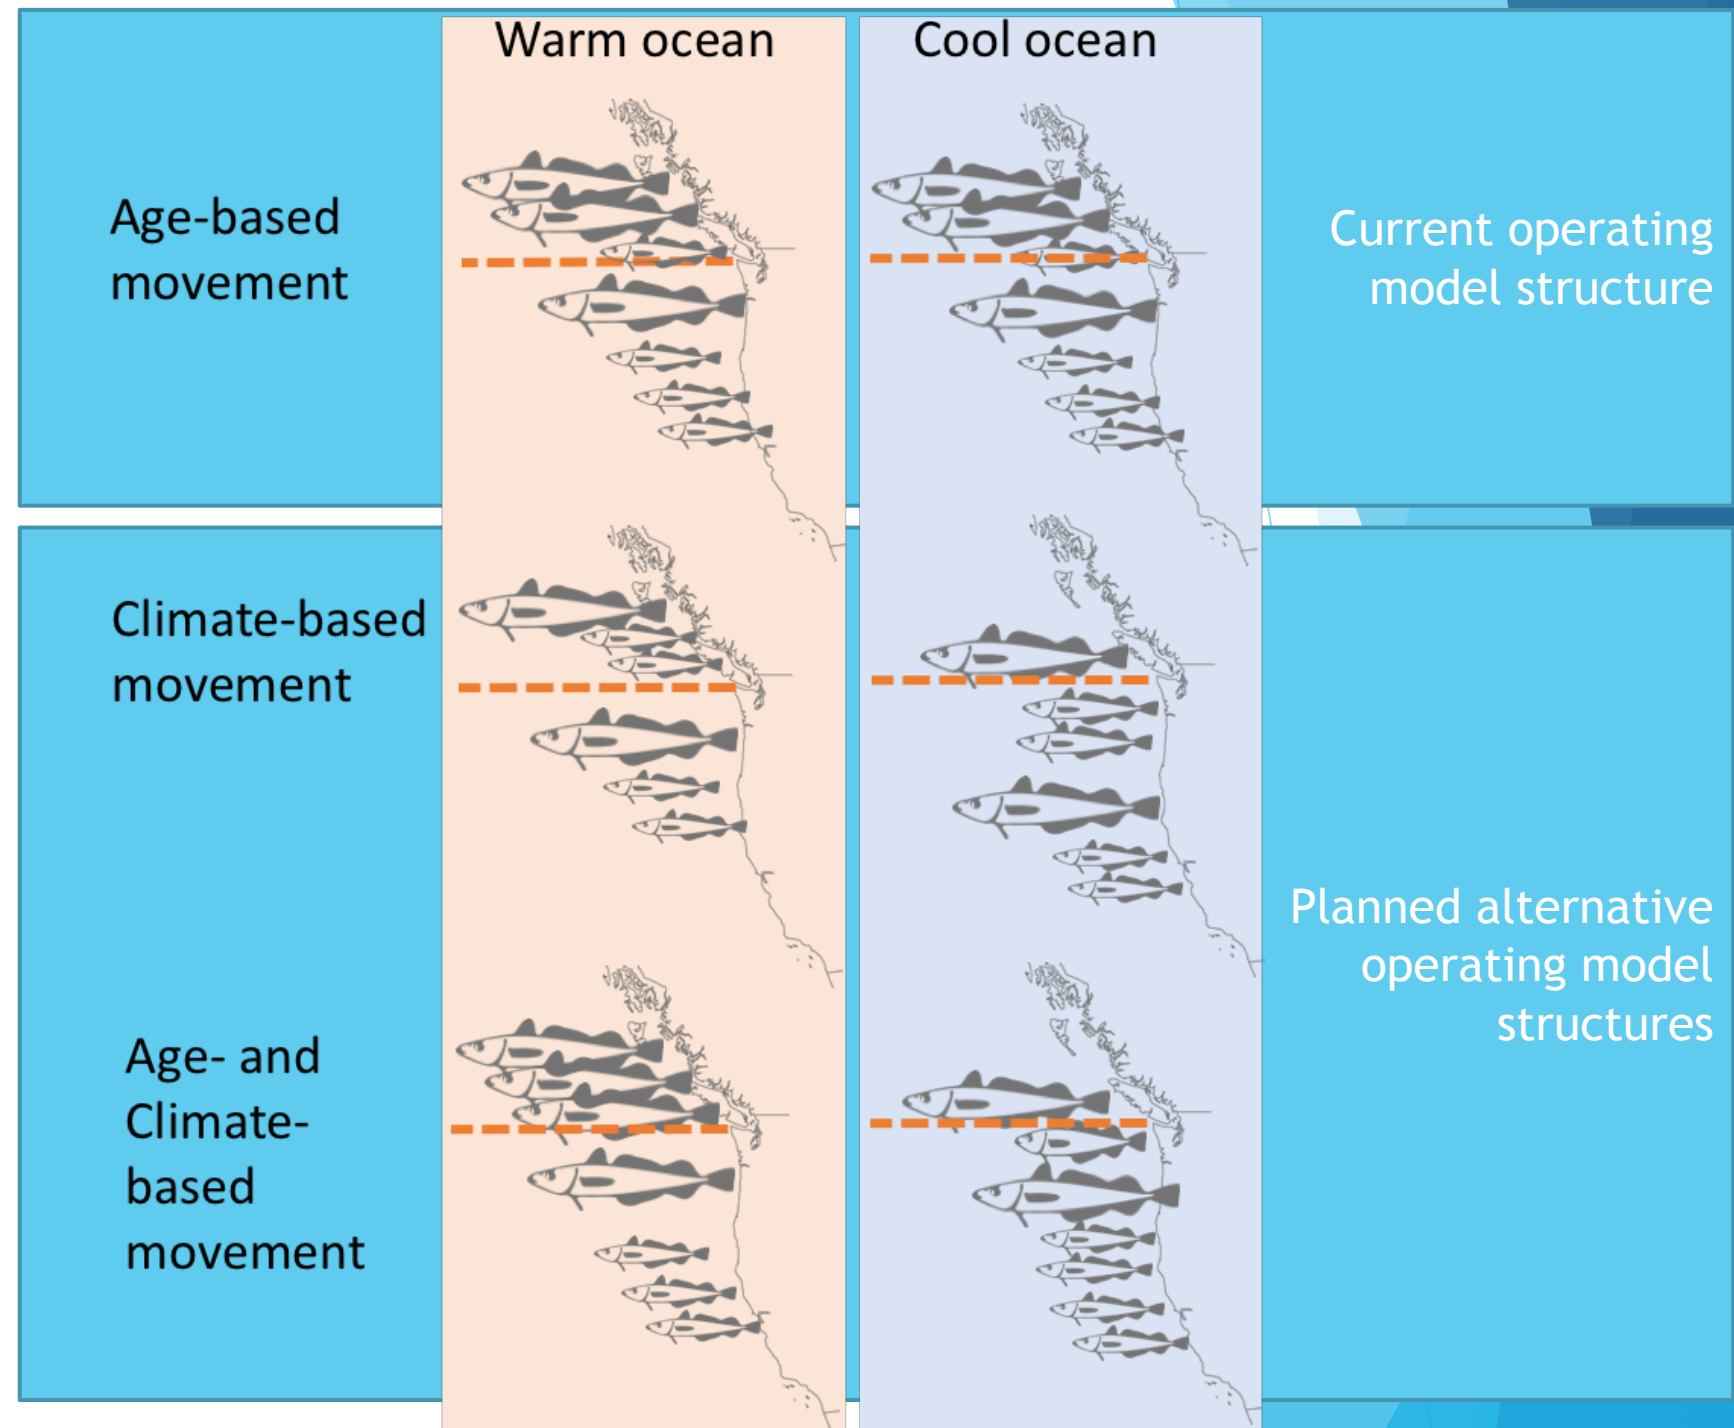 Warm ocean
Cool ocean
Age-based
movement
Current operating
model structure
Climate-based
movement
Age- and
Climate-
based
movement
Planned alternative
operating model
structures